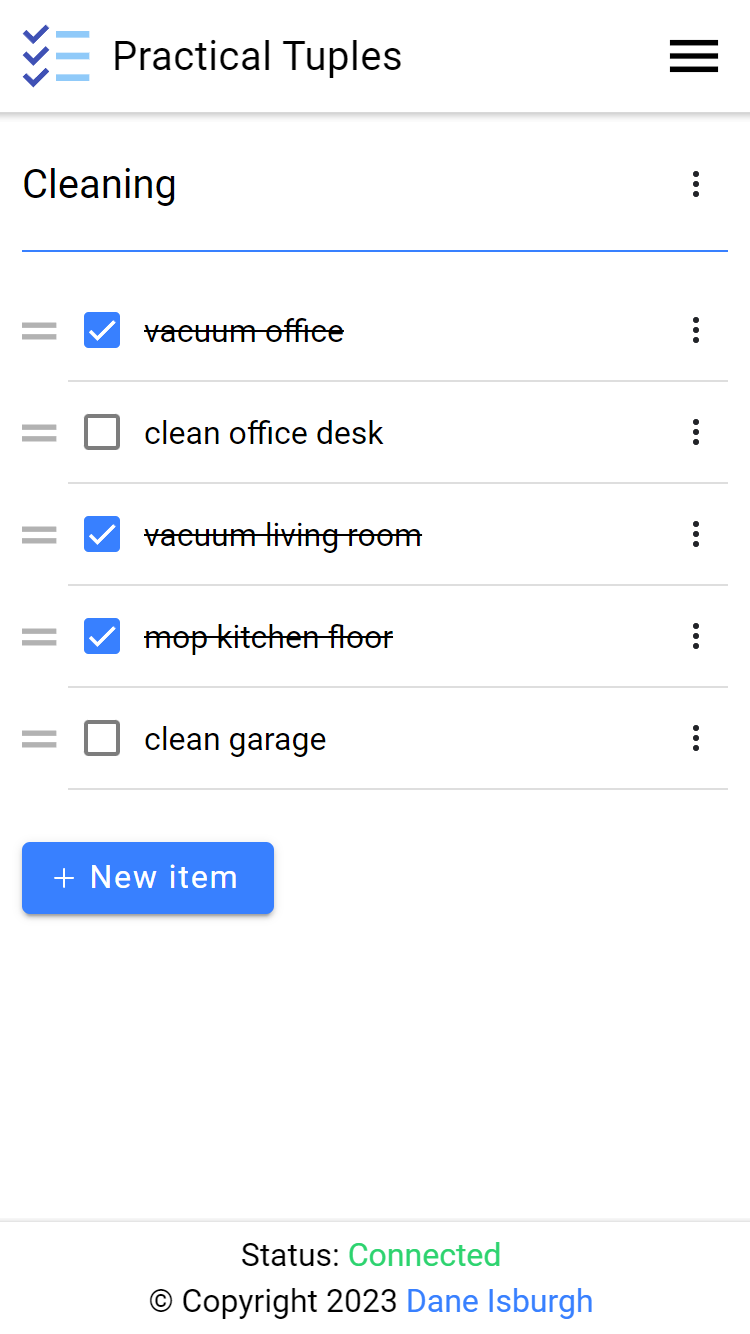 Practical Tuples
Cleaning
vacuum office
clean office desk
vacuum living room
mop kitchen floor
clean garage
+ New item
Status: Connected
© Copyright 2023 Dane Isburgh